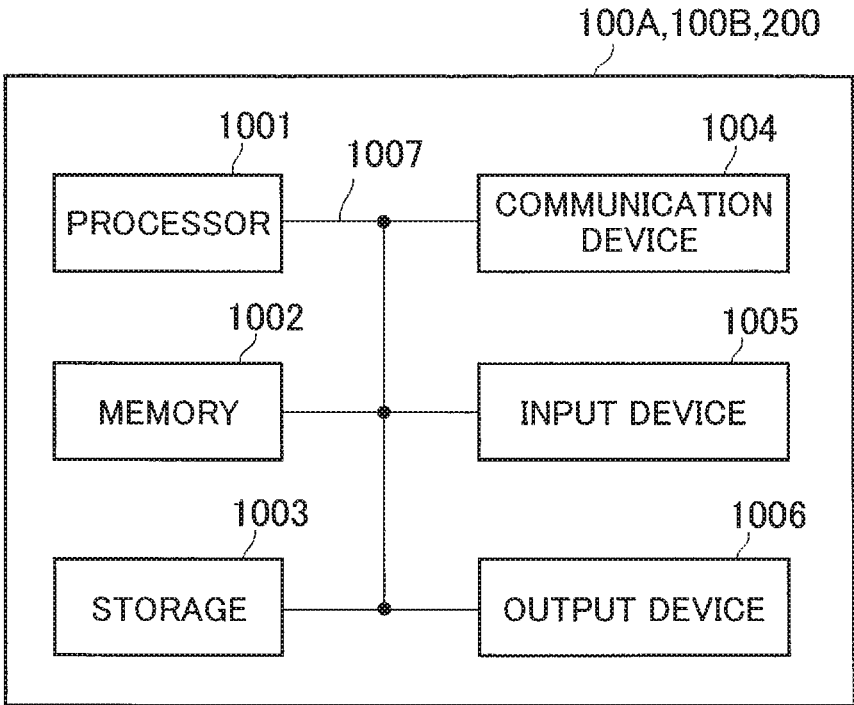 100A,100B,200
1001
1007
1004
PROCESSOR
COMMUNICATION
DEVICE
1002
1005
MEMORY
INPUT DEVICE
1003
1006
STORAGE
OUTPUT DEVICE